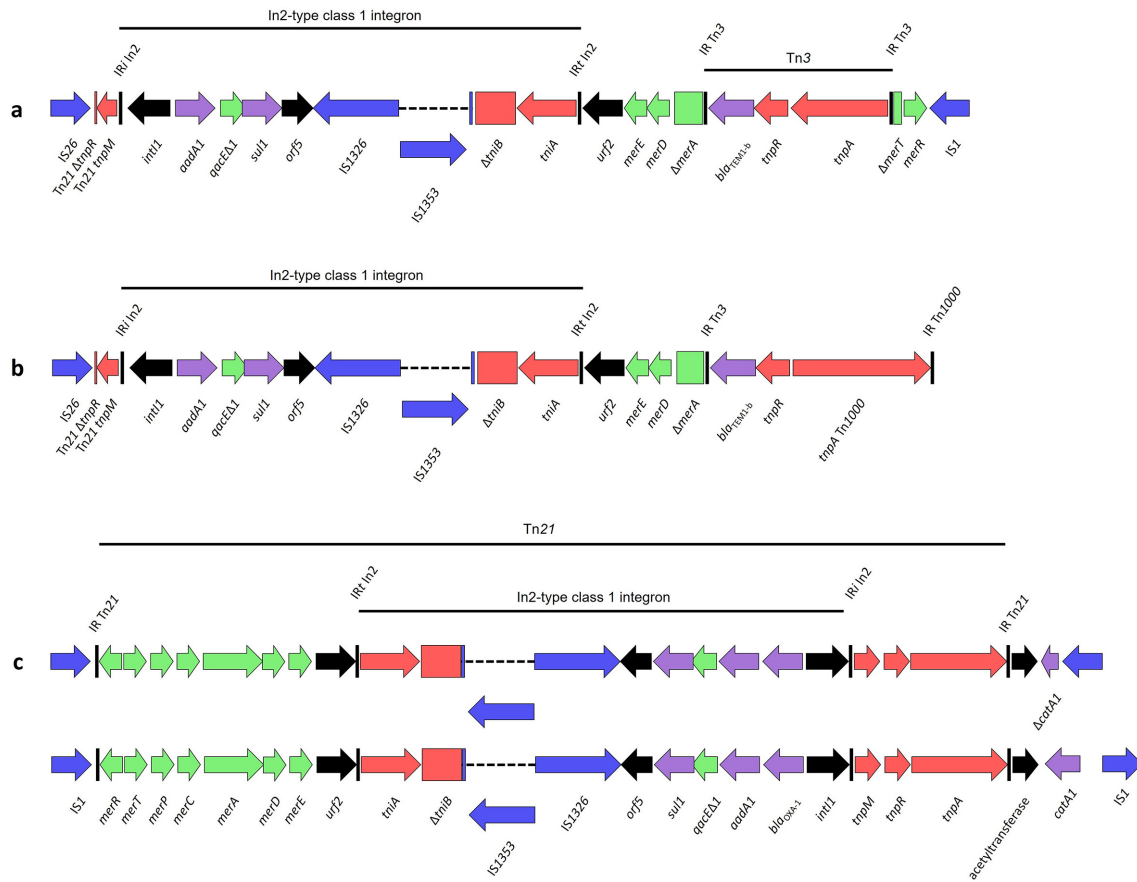 In2-type class 1 integron
IRi In2
IRt In2
IR Tn3
Tn3
IR Tn3
a
IS26
Tn21 ΔtnpR
Tn21 tnpM
intI1
aadA1
qacEΔ1
sul1
orf5
IS1326
IS1353
ΔtniB
tniA
urf2
merE
merD
ΔmerA
blaTEM1-b
tnpR
tnpA
ΔmerT
merR
IS1
In2-type class 1 integron
IRi In2
IRt In2
IR Tn3
IR Tn1000
b
IS26
Tn21 ΔtnpR
Tn21 tnpM
intI1
aadA1
qacEΔ1
sul1
orf5
IS1326
IS1353
ΔtniB
tniA
urf2
merE
merD
ΔmerA
blaTEM1-b
tnpR
tnpA Tn1000
Tn21
IR Tn21
IRt In2
In2-type class 1 integron
IRi In2
IR Tn21
c
ΔcatA1
IS1
merR
merT
merP
merC
merA
merD
merE
urf2
tniA
ΔtniB
IS1353
IS1326
orf5
sul1
qacEΔ1
aadA1
blaOXA-1
intI1
tnpM
tnpR
tnpA
acetyltransferase
catA1
IS1